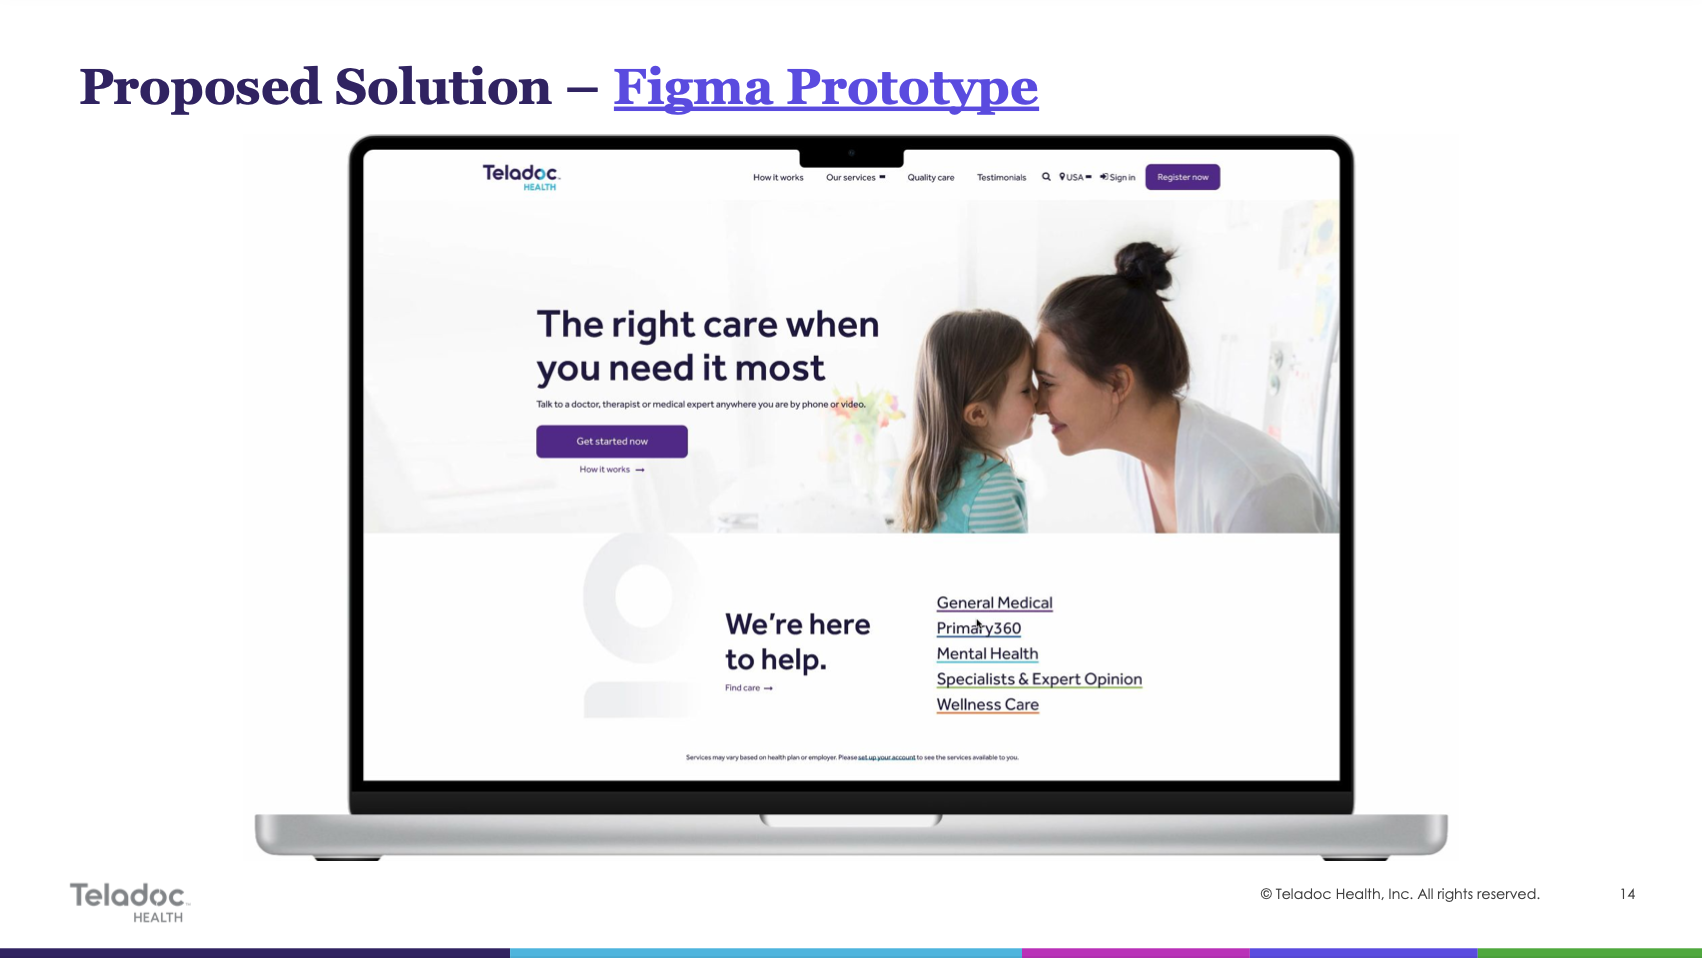 Proposed Solution – Figma Prototype
Teladoc
HEALTH
How it works
Our services
Quality care
Testimonials
USA
Sign in
Register now
The right care when
you need it most
Talk to a doctor, therapist or medical expert anywhere you are by phone or video.
Get started now
How it works
We're here
to help.
Find care
General Medical
Primary360
Mental Health
Specialists & Expert Opinion
Wellness Care
Services may vary based on health plan or employer. Please set up your account to see the services available to you.
Teladoc
HEALTH
© Teladoc Health, Inc. All rights reserved.
14